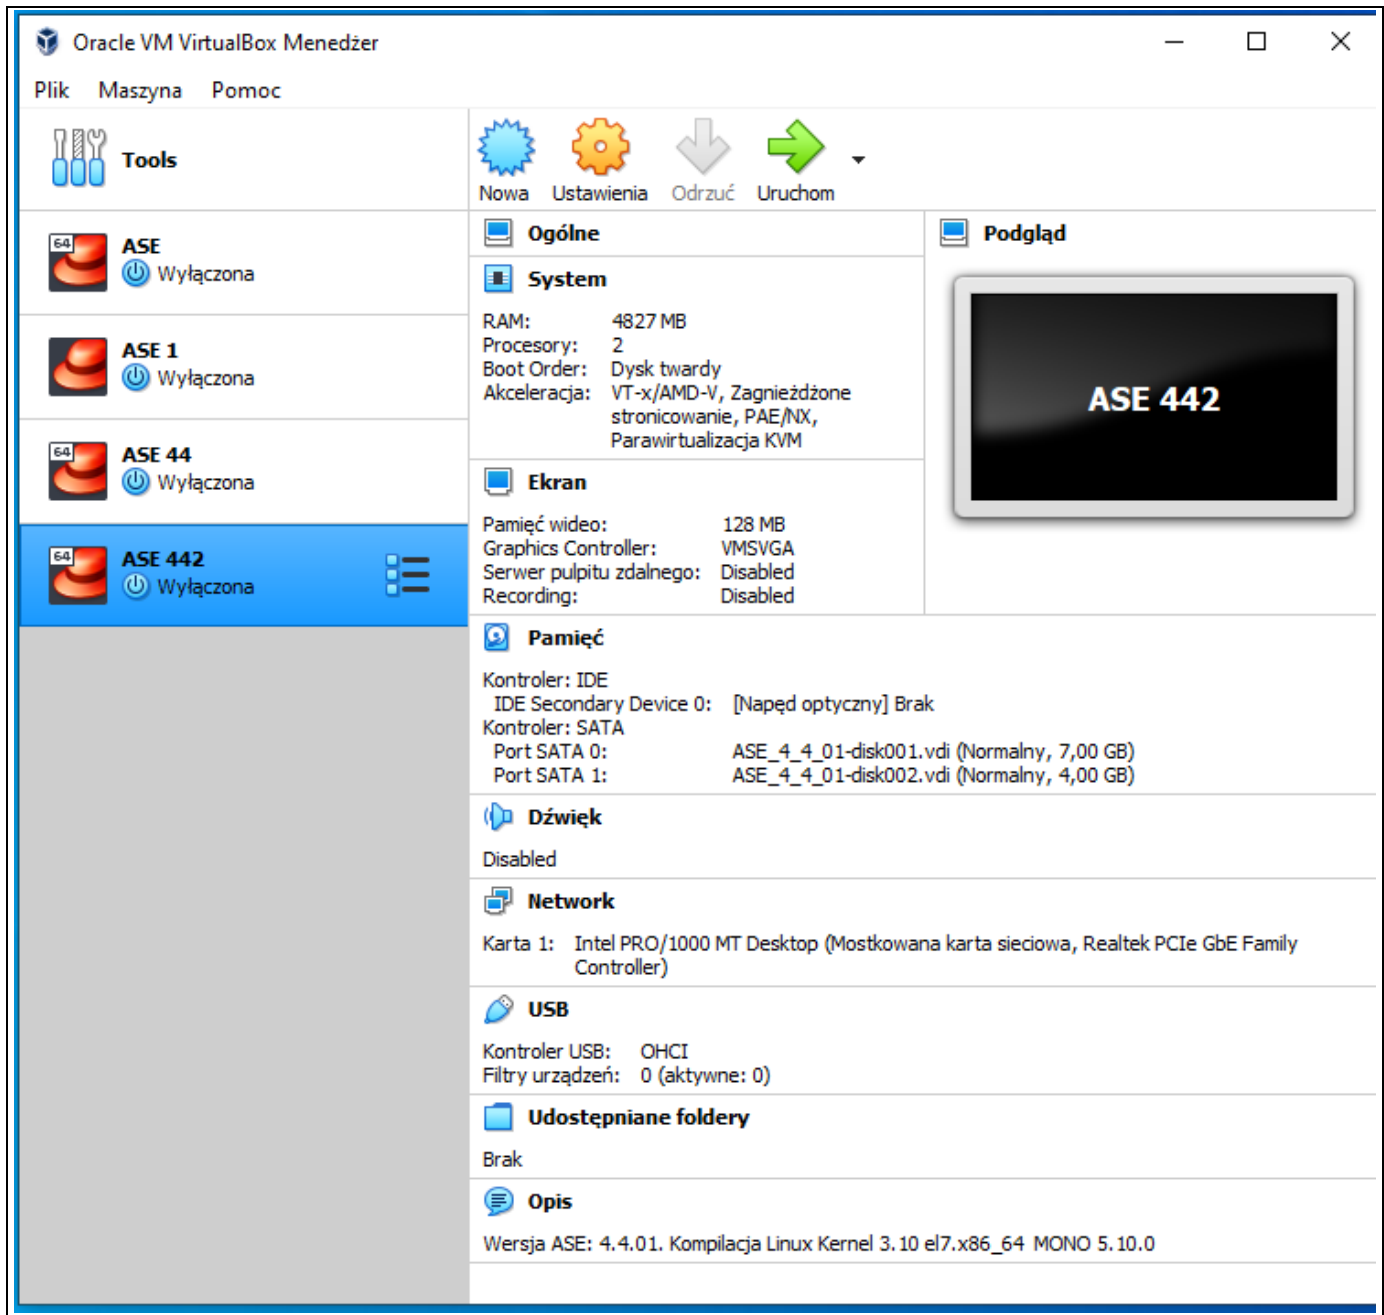 Oracle VM VirtualBox Menedżer
Plik Maszyna Pomoc
Tools
Nowa Ustawienia Odrzuć Uruchom
64
ASE
Wyłączona
ASE 1
Wyłączona
64
ASE 44
Wyłączona
64
ASE 442
Wyłączona
Ogólne
System
RAM: 4827 MB
Procesory: 2
Boot Order: Dysk twardy
Akceleracja: VT-x/AMD-V, Zagnieżdżone
stronicowanie, PAE/NX,
Parawirtualizacja KVM
Ekran
Pamięć wideo: 128 MB
Graphics Controller: VMSVGA
Serwer pulpitu zdalnego: Disabled
Recording: Disabled
Podgląd
ASE 442
Pamięć
Kontroler: IDE
IDE Secondary Device 0: [Napęd optyczny] Brak
Kontroler: SATA
Port SATA 0: ASE_4_4_01-disk001.vdi (Normalny, 7,00 GB)
Port SATA 1: ASE_4_4_01-disk002.vdi (Normalny, 4,00 GB)
Dźwięk
Disabled
Network
Karta 1: Intel PRO/1000 MT Desktop (Mostkowana karta sieciowa, Realtek PCIe GbE Family
Controller)
USB
Kontroler USB: OHCI
Filtry urządzeń: 0 (aktywne: 0)
Udostępniane foldery
Brak
Opis
Wersja ASE: 4.4.01. Kompilacja Linux Kernel 3.10 el7.x86_64 MONO 5.10.0